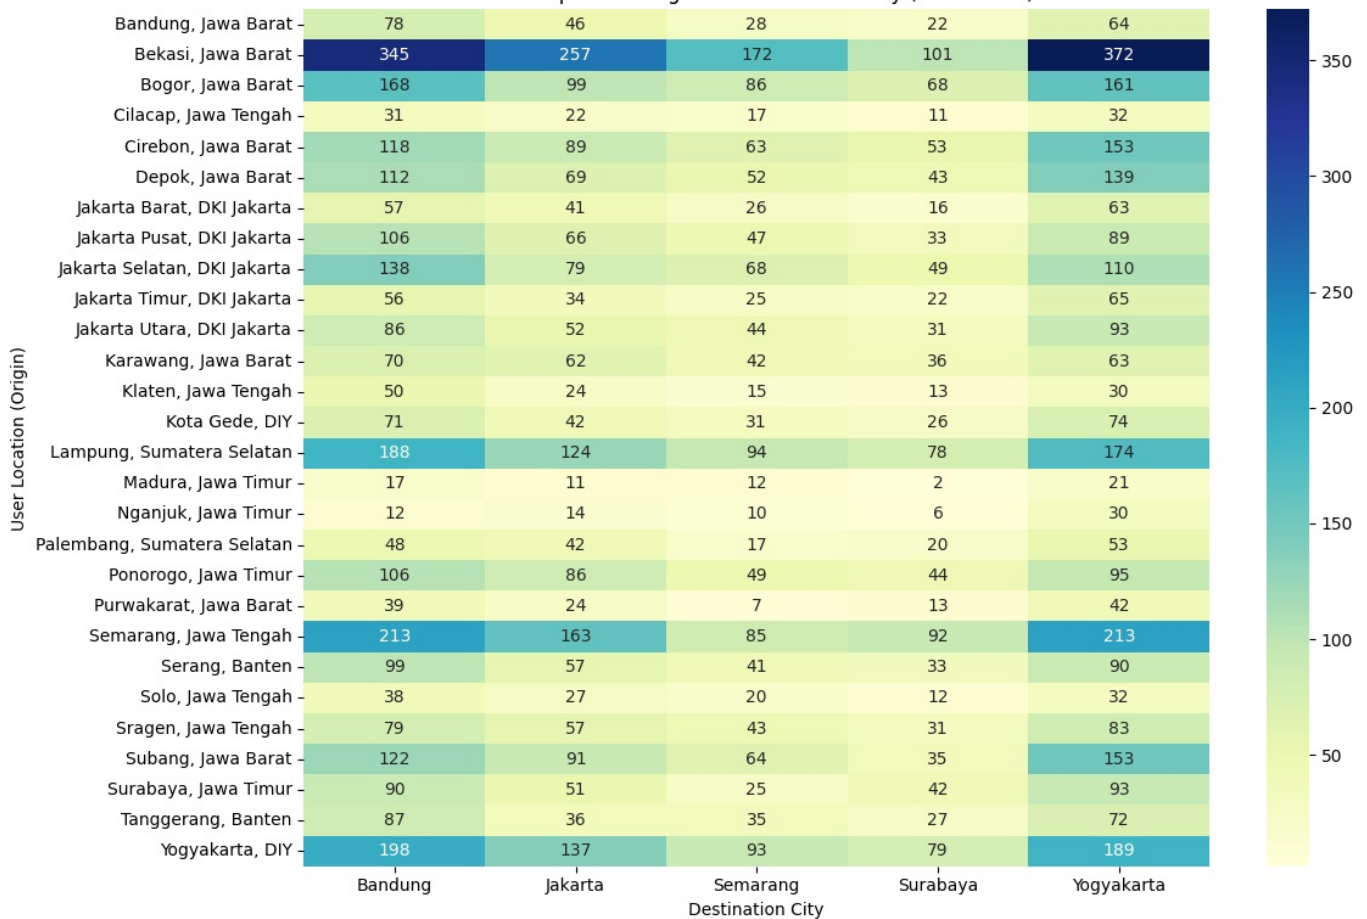 Bandung, Jawa Barat 78 46 28 22 64
Bekasi, Jawa Barat 345 257 172 101 372
Bogor, Jawa Barat 168 99 86 68 161
Cilacap, Jawa Tengah 31 22 17 11 32
Cirebon, Jawa Barat 118 89 63 53 153
Depok, Jawa Barat 112 69 52 43 139
Jakarta Barat, DKI Jakarta 57 41 26 16 63
Jakarta Pusat, DKI Jakarta 106 66 47 33 89
Jakarta Selatan, DKI Jakarta 138 79 68 49 110
Jakarta Timur, DKI Jakarta 56 34 25 22 65
Jakarta Utara, DKI Jakarta 86 52 44 31 93
Karawang, Jawa Barat 70 62 42 36 63
Klaten, Jawa Tengah 50 24 15 13 30
Kota Gede, DIY 71 42 31 26 74
Lampung, Sumatera Selatan 188 124 94 78 174
Madura, Jawa Timur 17 11 12 2 21
Nganjuk, Jawa Timur 12 14 10 6 30
Palembang, Sumatera Selatan 48 42 17 20 53
Ponorogo, Jawa Timur 106 86 49 44 95
Purwakarat, Jawa Barat 39 24 7 13 42
Semarang, Jawa Tengah 213 163 85 92 213
Serang, Banten 99 57 41 33 90
Solo, Jawa Tengah 38 27 20 12 32
Sragen, Jawa Tengah 79 57 43 31 83
Subang, Jawa Barat 122 91 64 35 153
Surabaya, Jawa Timur 90 51 25 42 93
Tanggerang, Banten 87 36 35 27 72
Yogyakarta, DIY 198 137 93 79 189
Bandung Jakarta Semarang Surabaya Yogyakarta
Destination City
User Location (Origin)
350
300
250
200
150
100
50